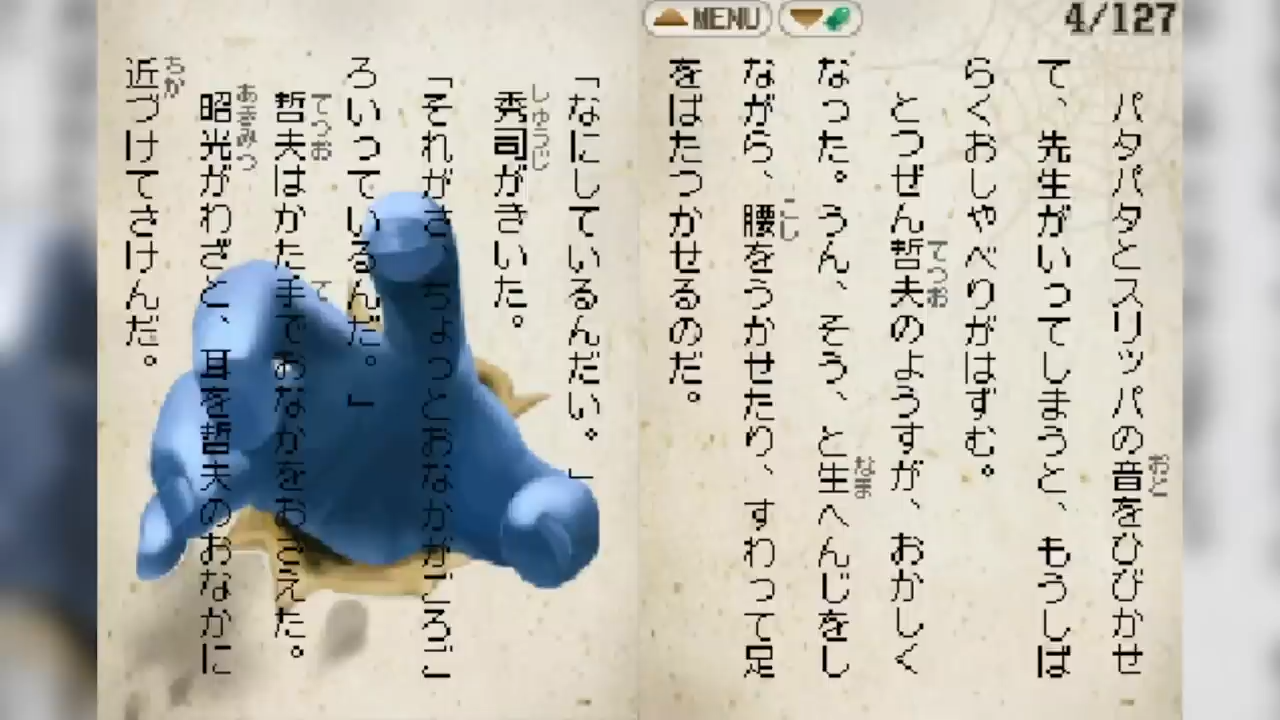 MENU
4/127
パタパタとスリッパの音をひびかせ
て、先生がいってしまうと、もうしば
らくおしゃべりがはずむ。
とつぜん哲夫のようすが、おかしく
なった。うん、そう、と生へんじをし
ながら、腰をうかせたり、すわって足
をばたつかせるのだ。
「なにしているんだい。」
秀司がきいた。
「それがさ、ちょっとおなかがごろご
ろいっているんだ。」
哲夫はかた手でおなかをおさえた。
昭光がわざと、耳を哲夫のおなかに
近づけてさけんだ。